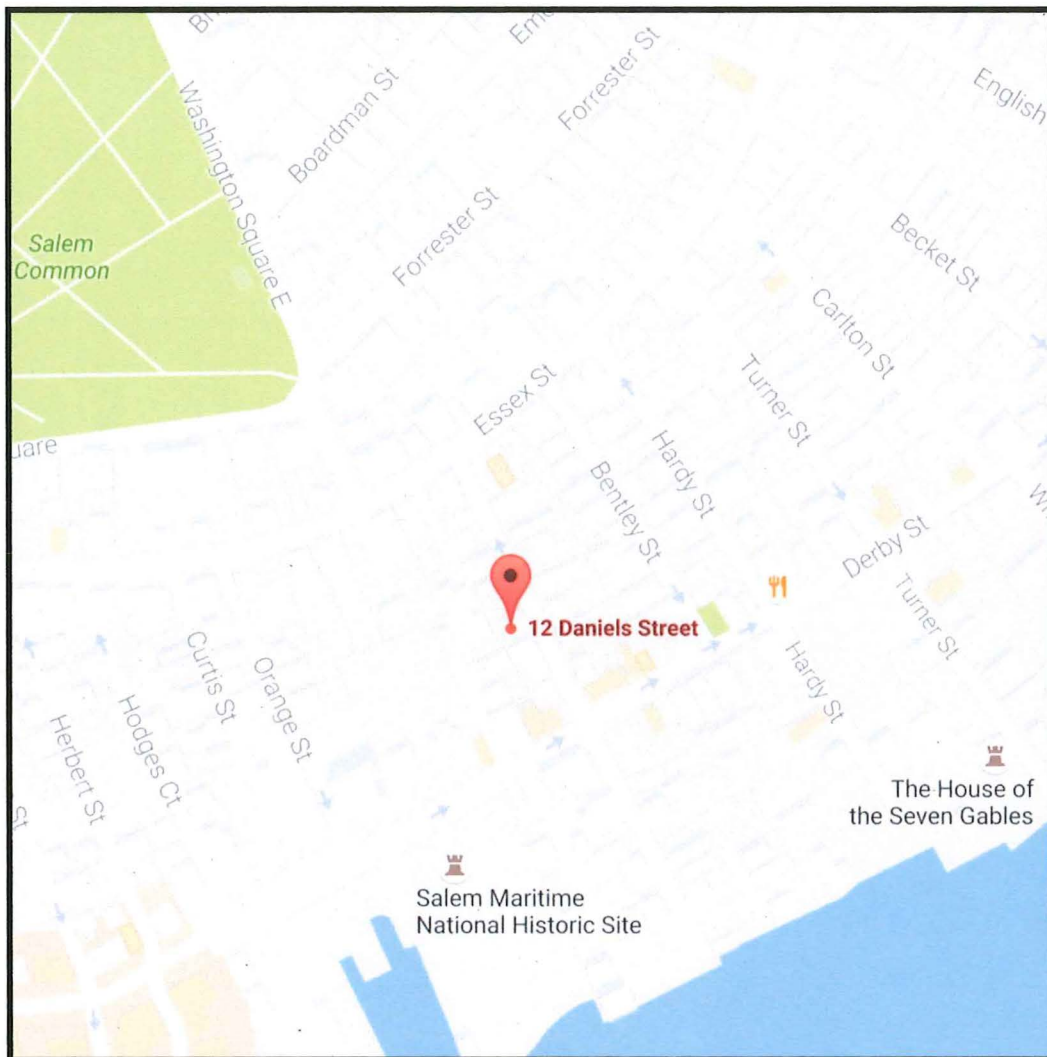 Boardman St
Forrester St
English
Washington Square E
Salem
Common
Forrester St
Becket St
Carlton St
Essex St
Turner St
Hardy St
Bentley St
Derby St
12 Daniels Street
Turner St
Curtis St
Orange St
Hardy St
Hodges Ct
Herbert St
St
The House of
the Seven Gables
Salem Maritime
National Historic Site